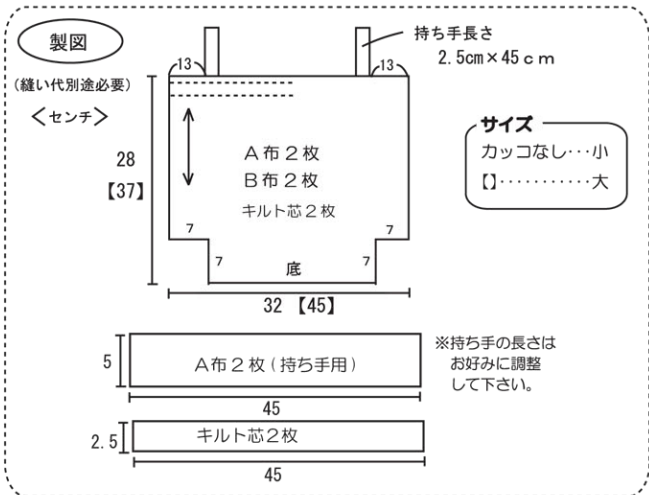 製図
(縫い代別途必要)
<センチ>
持ち手長さ
2.5cm×45cm
13
13
サイズ
カッコなし···小
【】···········大
28
【37】
A布2枚
B布2枚
キルト芯2枚
7
7
7
7
底
32 【45】
5
A布2枚(持ち手用)
45
※持ち手の長さは
お好みに調整
して下さい。
2.5
キルト芯2枚
45